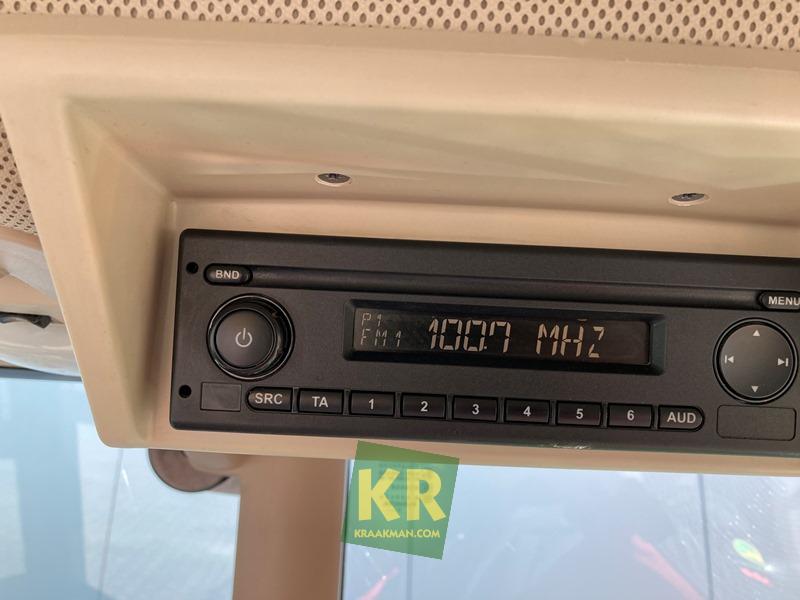 BND
MENU
P1
FM1 100.7 MHz
SRC TA 1 2 3 4 5 6 AUD
KR
KRAAKMAN.COM